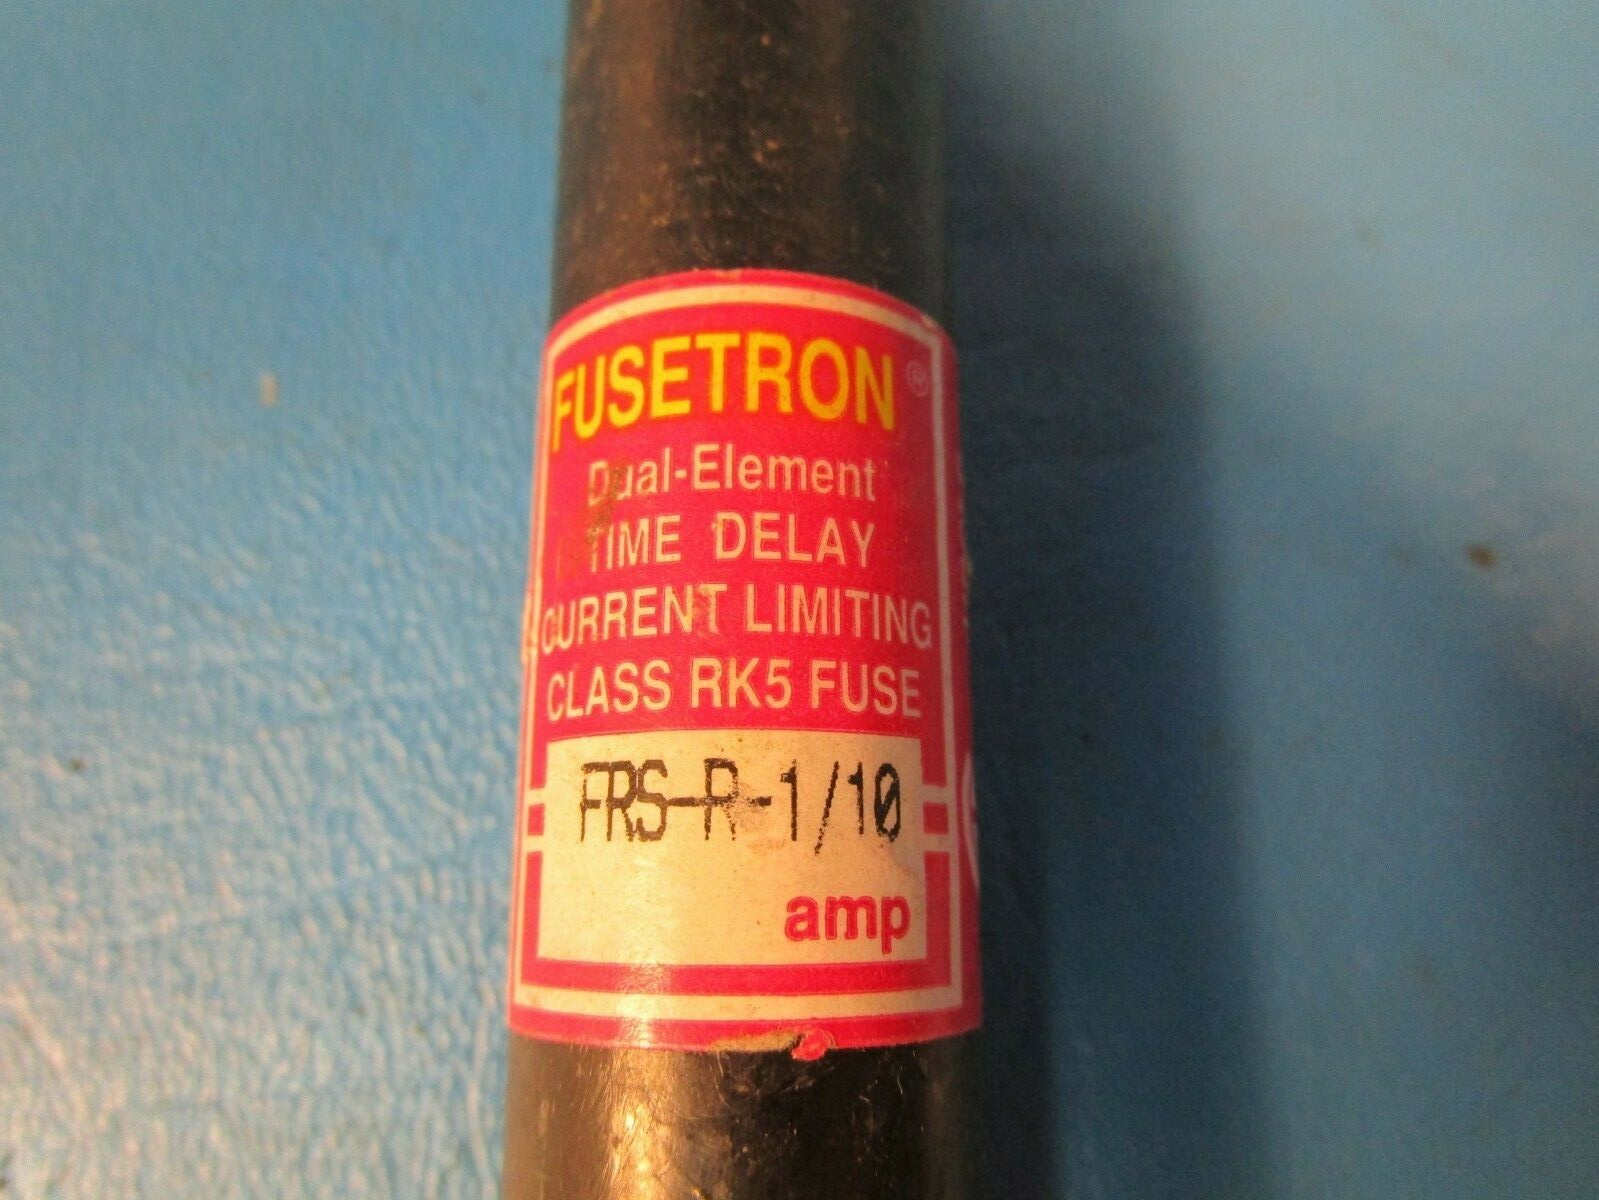 FUSETRON®
Dual-Element
TIME DELAY
CURRENT LIMITING
CLASS RK5 FUSE
FRS-R-1/10
amp